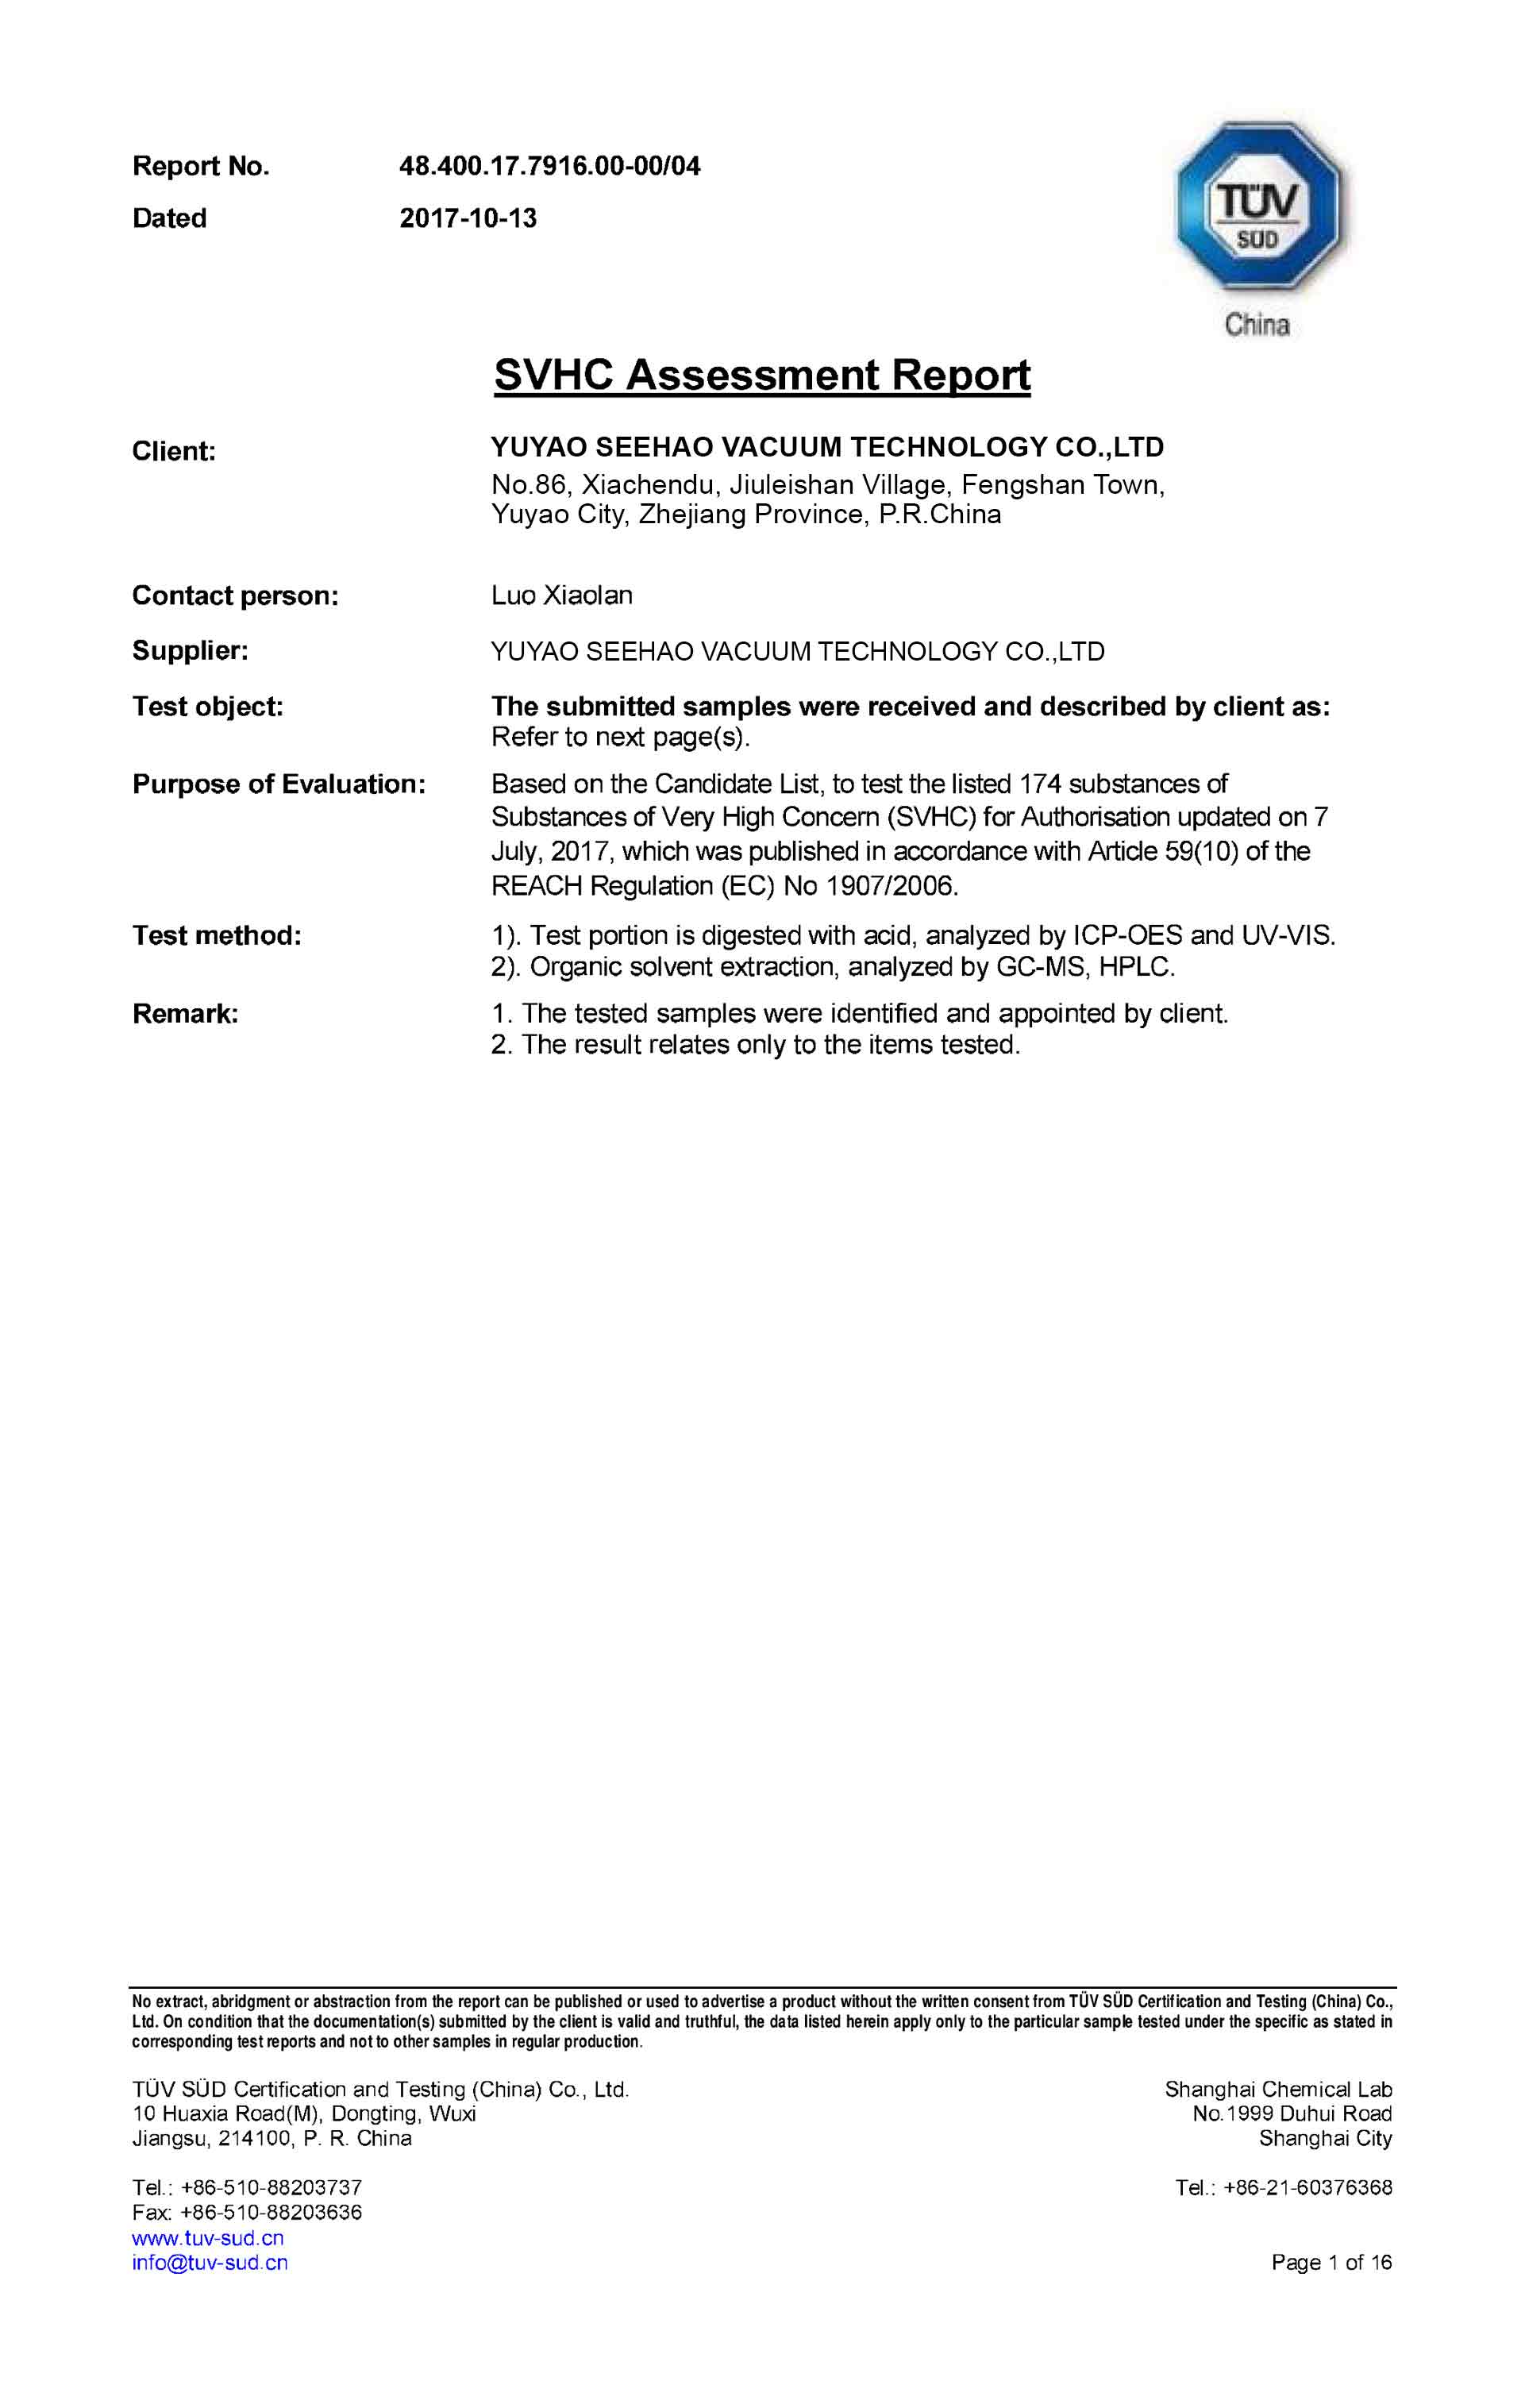 Report No. 48.400.17.7916.00-00/04
Dated 2017-10-13
TÜV
SÜD
China
SVHC Assessment Report
Client: YUYAO SEEHAO VACUUM TECHNOLOGY CO.,LTD
No.86, Xiachendu, Jiuleishan Village, Fengshan Town,
Yuyao City, Zhejiang Province, P.R.China
Contact person: Luo Xiaolan
Supplier: YUYAO SEEHAO VACUUM TECHNOLOGY CO.,LTD
Test object: The submitted samples were received and described by client as:
Refer to next page(s).
Purpose of Evaluation: Based on the Candidate List, to test the listed 174 substances of
Substances of Very High Concern (SVHC) for Authorisation updated on 7
July, 2017, which was published in accordance with Article 59(10) of the
REACH Regulation (EC) No 1907/2006.
Test method: 1). Test portion is digested with acid, analyzed by ICP-OES and UV-VIS.
2). Organic solvent extraction, analyzed by GC-MS, HPLC.
Remark: 1. The tested samples were identified and appointed by client.
2. The result relates only to the items tested.
No extract, abridgment or abstraction from the report can be published or used to advertise a product without the written consent from TÜV SÜD Certification and Testing (China) Co.,
Ltd. On condition that the documentation(s) submitted by the client is valid and truthful, the data listed herein apply only to the particular sample tested under the specific as stated in
corresponding test reports and not to other samples in regular production.
TÜV SÜD Certification and Testing (China) Co., Ltd. Shanghai Chemical Lab
10 Huaxia Road(M), Dongting, Wuxi No.1999 Duhui Road
Jiangsu, 214100, P. R. China Shanghai City
Tel.: +86-510-88203737 Tel.: +86-21-60376368
Fax: +86-510-88203636
www.tuv-sud.cn
info@tuv-sud.cn Page 1 of 16